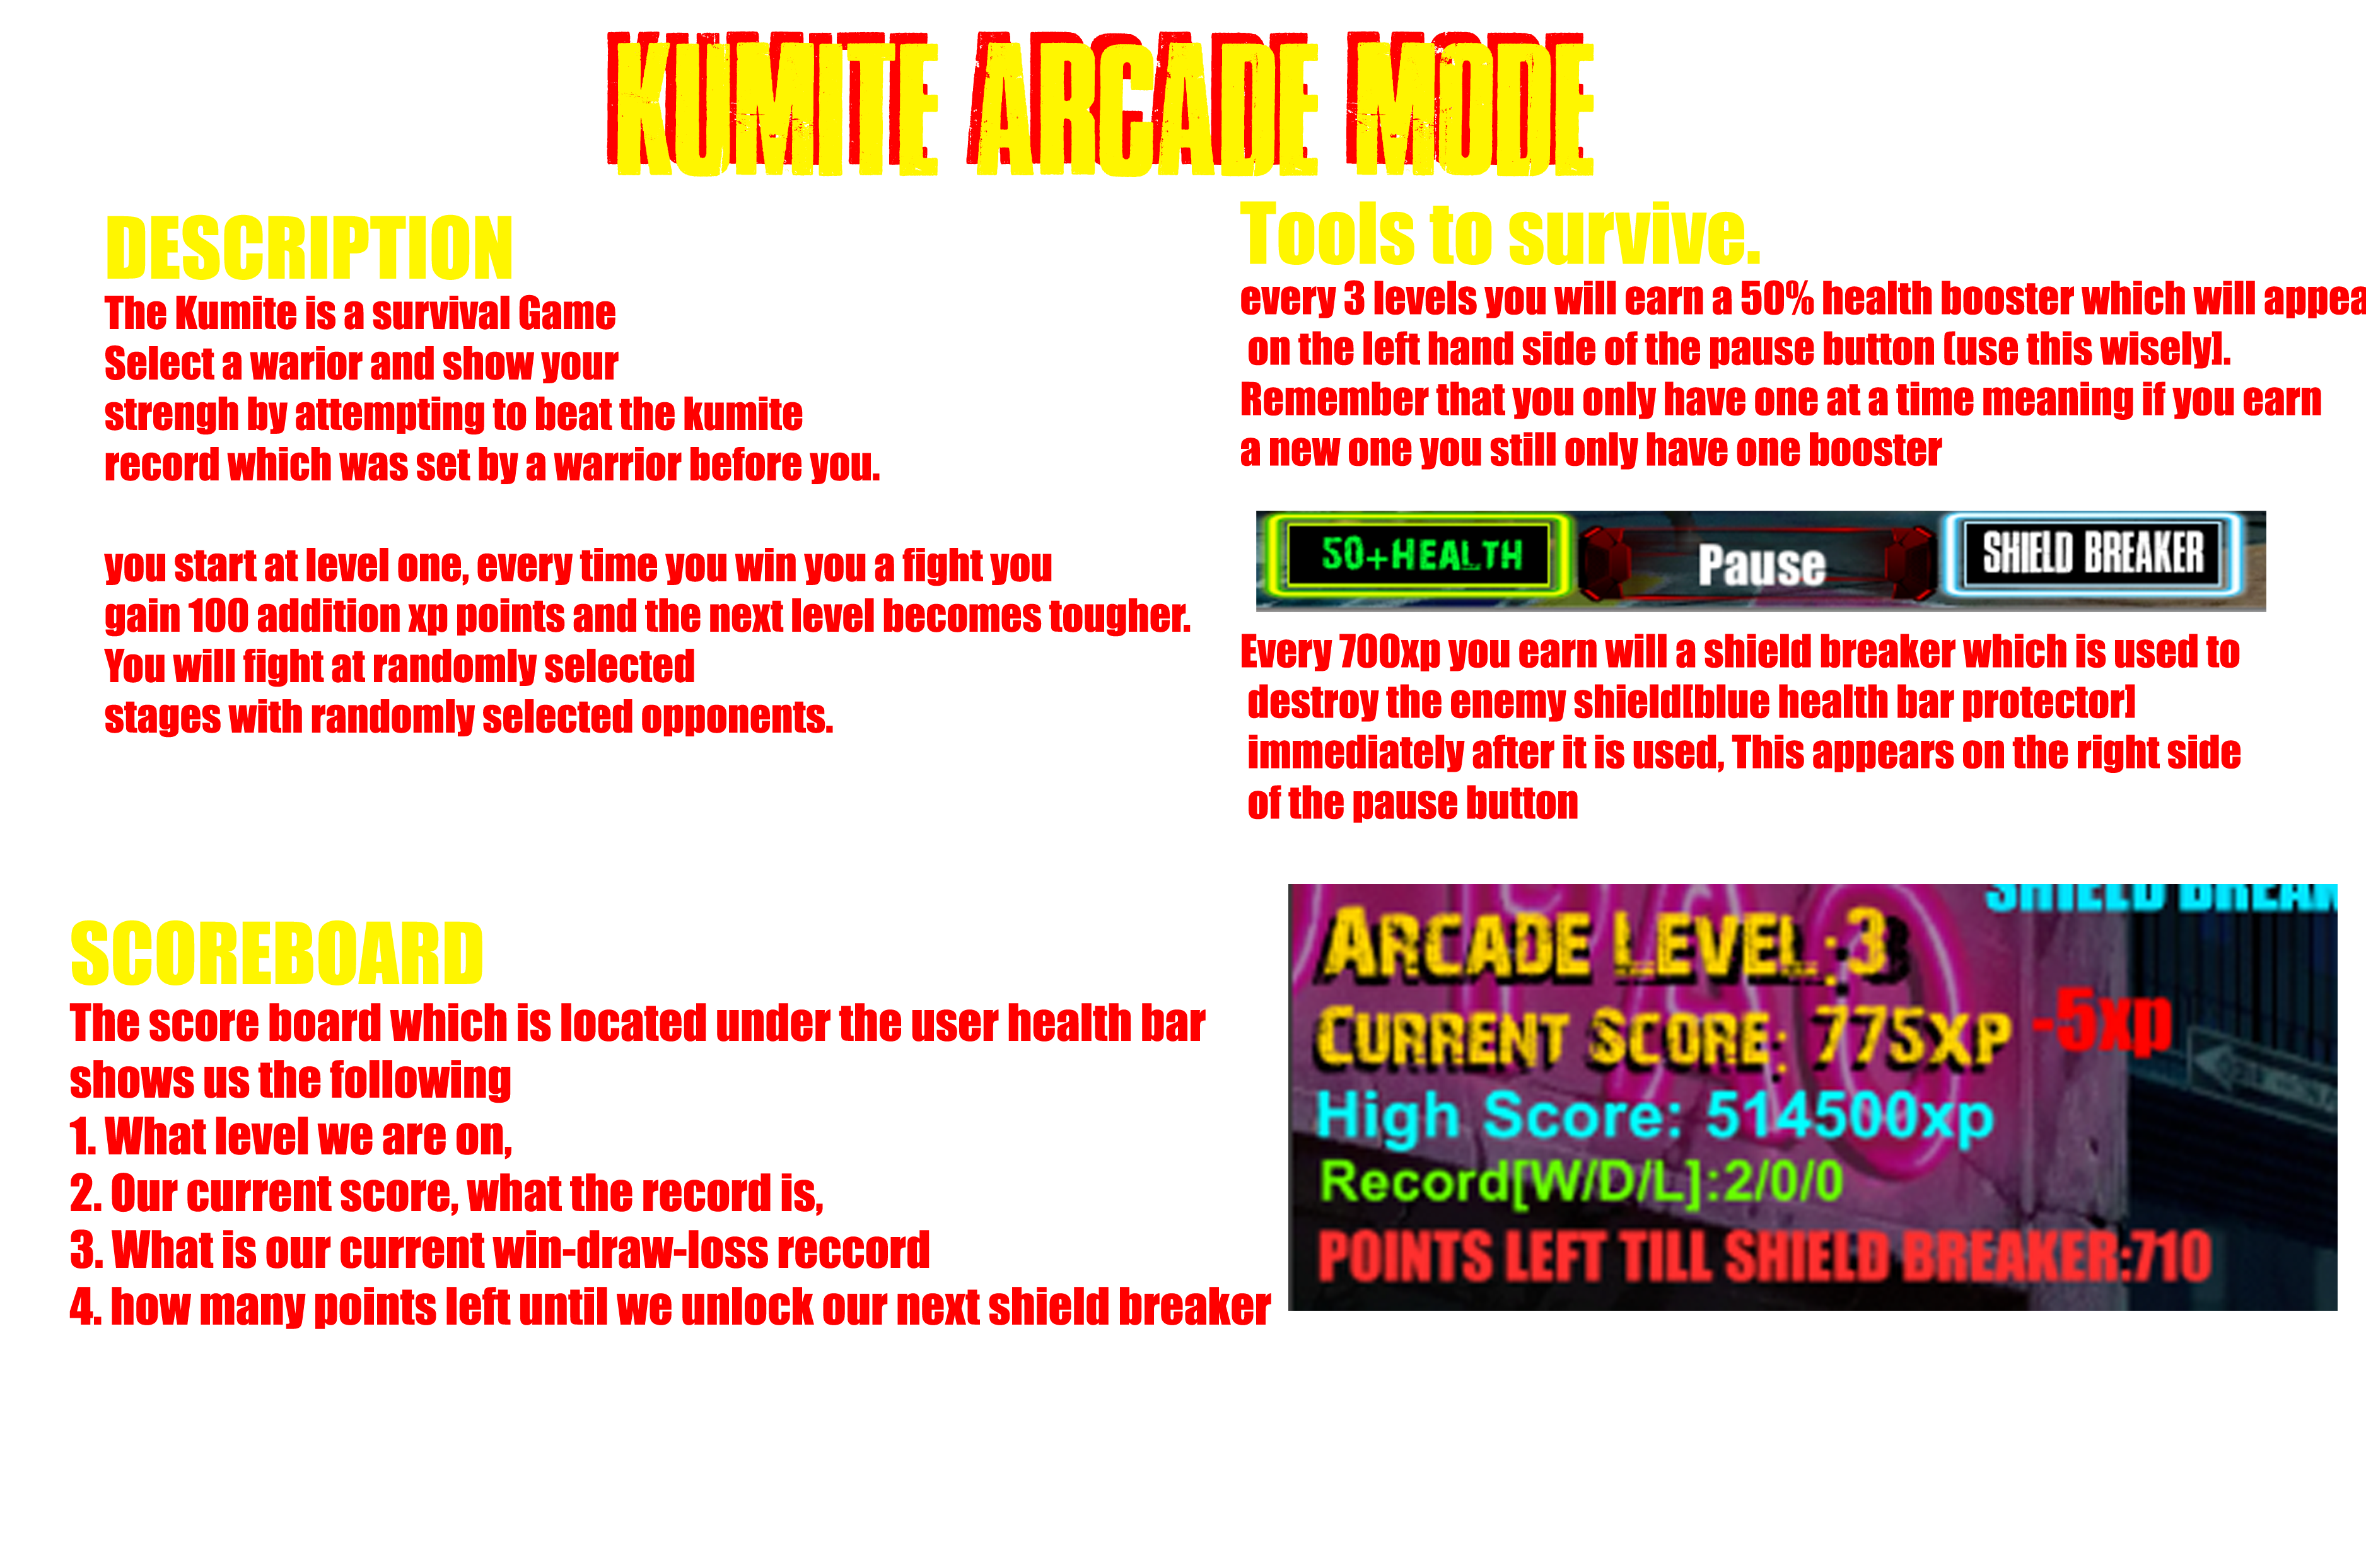 KUMITE ARCADE MODE
DESCRIPTION
The Kumite is a survival Game
Select a warior and show your
strengh by attempting to beat the kumite
record which was set by a warrior before you.
you start at level one, every time you win you a fight you
gain 100 addition xp points and the next level becomes tougher.
You will fight at randomly selected
stages with randomly selected opponents.
Tools to survive.
every 3 levels you will earn a 50% health booster which will appea
on the left hand side of the pause button (use this wisely].
Remember that you only have one at a time meaning if you earn
a new one you still only have one booster
50+HEALTH Pause SHIELD BREAKER
Every 700xp you earn will a shield breaker which is used to
destroy the enemy shield[blue health bar protector]
immediately after it is used, This appears on the right side
of the pause button
SCOREBOARD
The score board which is located under the user health bar
shows us the following
1. What level we are on,
2. Our current score, what the record is,
3. What is our current win-draw-loss reccord
4. how many points left until we unlock our next shield breaker
SHIELD BREAK
ARCADE LEVEL:3
CURRENT SCORE: 775XP -5xp
High Score: 514500xp
Record[W/D/L]:2/0/0
POINTS LEFT TILL SHIELD BREAKER:710